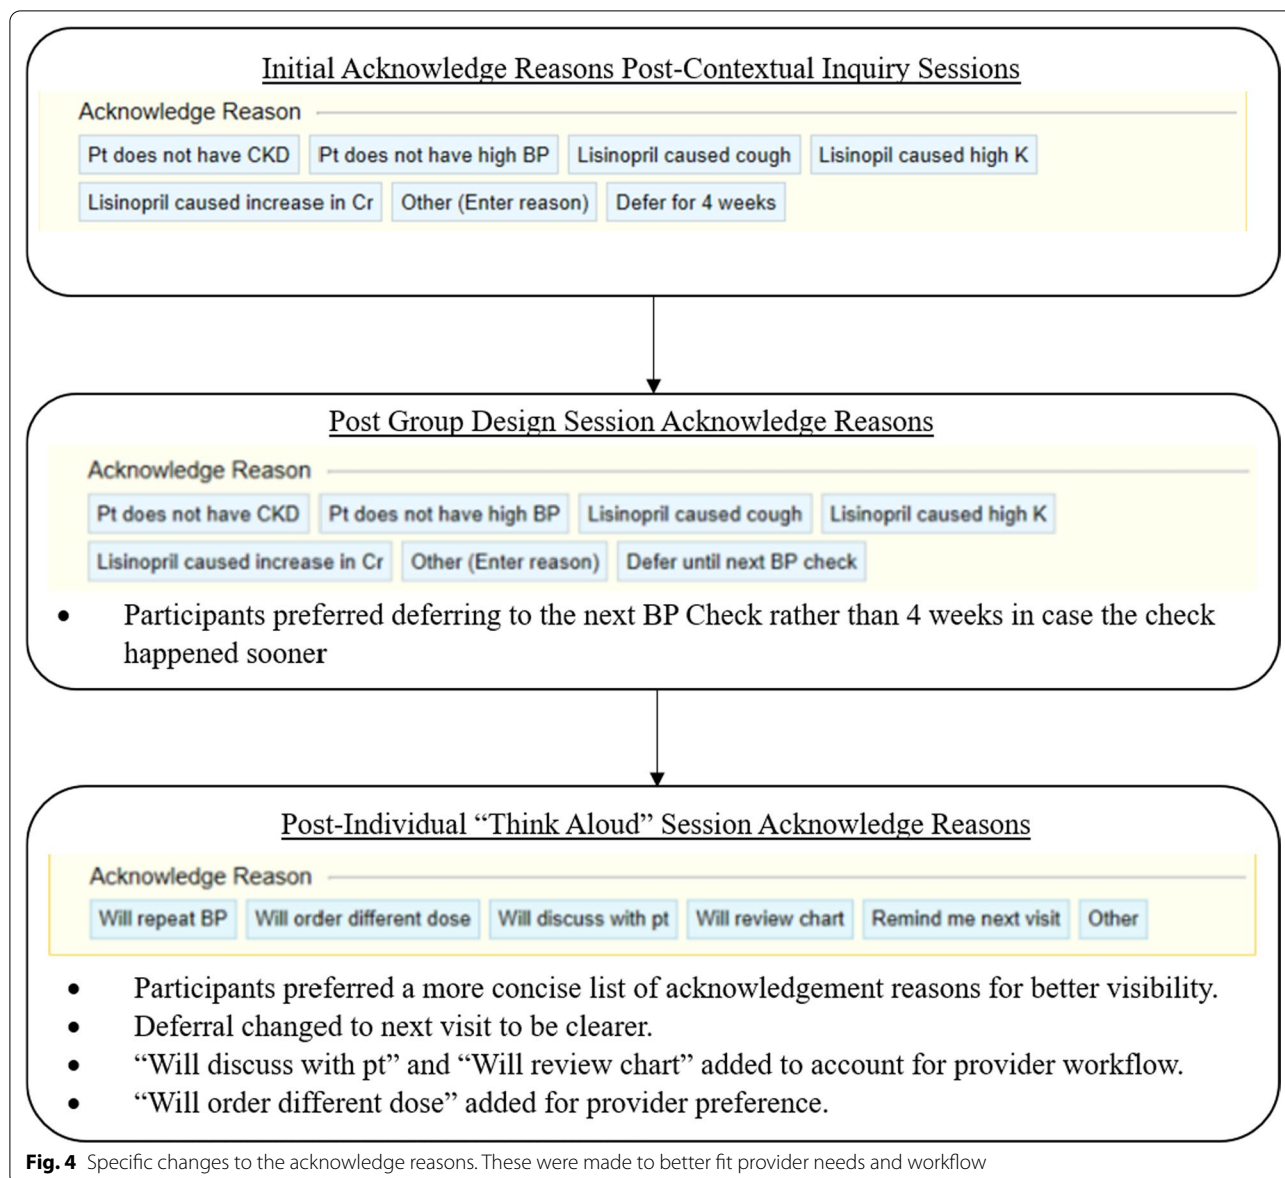 Initial Acknowledge Reasons Post-Contextual Inquiry Sessions
Acknowledge Reason
Pt does not have CKD Pt does not have high BP Lisinopril caused cough Lisinopil caused high K
Lisinopril caused increase in Cr Other (Enter reason) Defer for 4 weeks
Post Group Design Session Acknowledge Reasons
Acknowledge Reason
Pt does not have CKD Pt does not have high BP Lisinopril caused cough Lisinopril caused high K
Lisinopril caused increase in Cr Other (Enter reason) Defer until next BP check
• Participants preferred deferring to the next BP Check rather than 4 weeks in case the check
happened sooner
Post-Individual “Think Aloud” Session Acknowledge Reasons
Acknowledge Reason
Will repeat BP Will order different dose Will discuss with pt Will review chart Remind me next visit Other
• Participants preferred a more concise list of acknowledgement reasons for better visibility.
• Deferral changed to next visit to be clearer.
• “Will discuss with pt” and “Will review chart” added to account for provider workflow.
• “Will order different dose” added for provider preference.
Fig. 4 Specific changes to the acknowledge reasons. These were made to better fit provider needs and workflow